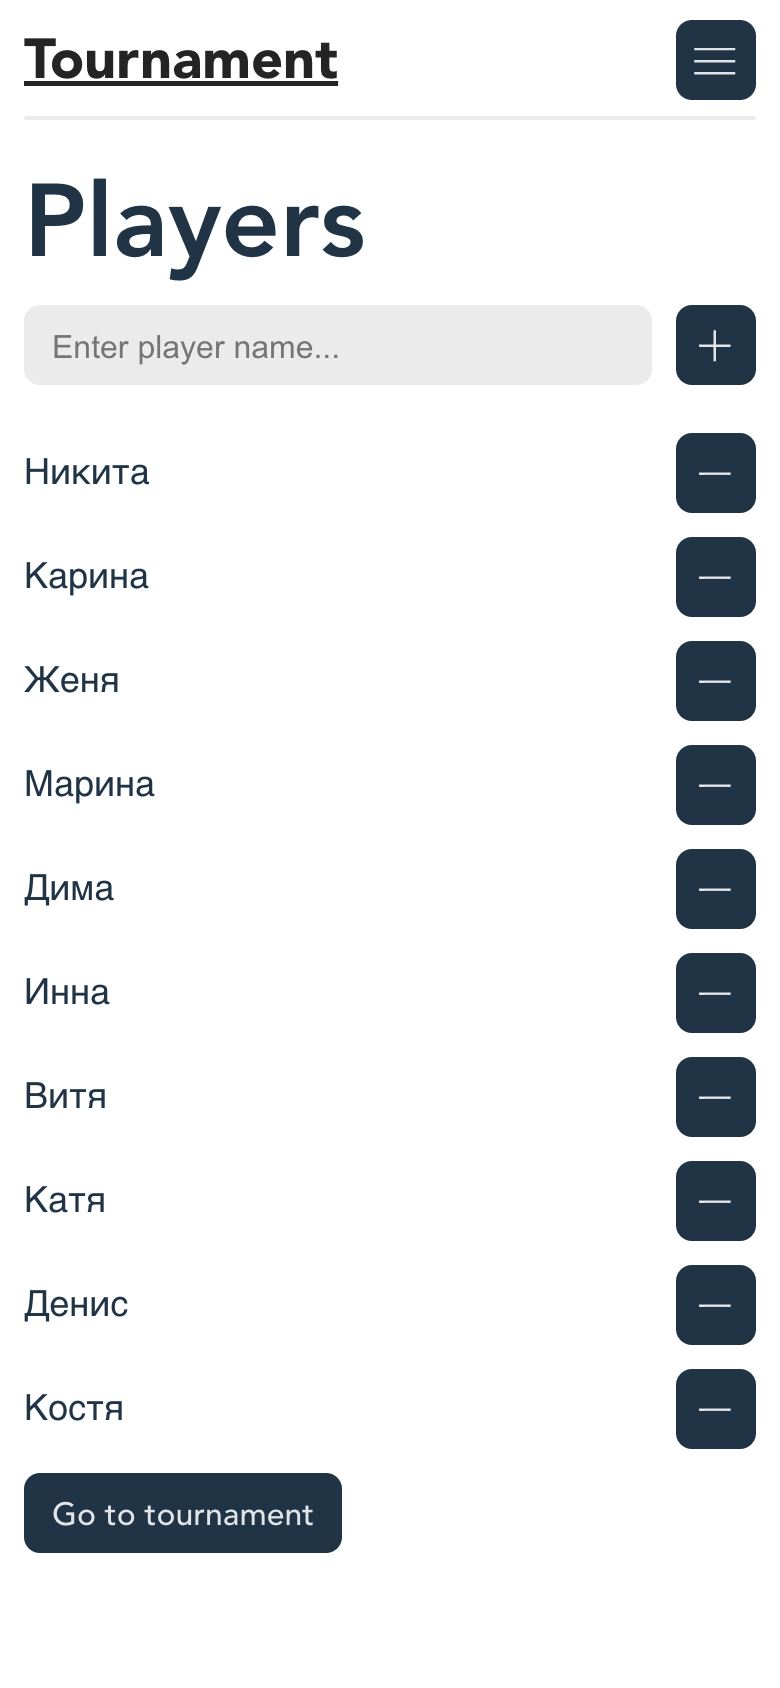 Tournament
Players
Enter player name...
Никита
Карина
Женя
Марина
Дима
Инна
Витя
Катя
Денис
Костя
Go to tournament